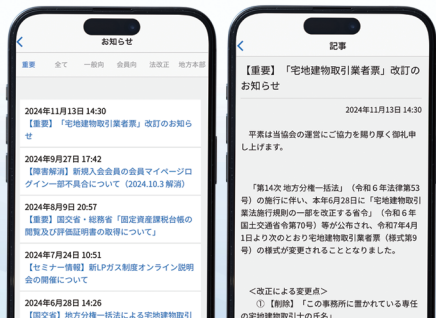 お知らせ
重要 全て 一般向 会員向 法改正 地方本部
2024年11月13日 14:30
【重要】「宅地建物取引業者票」改訂のお知ら
せ
2024年9月27日 17:42
【障害解消】新規入会会員の会員マイページロ
グイン一部不具合について（2024.10.3 解消）
2024年8月9日 20:57
【重要】国交省・総務省「固定資産課税台帳の
閲覧及び評価証明書の取得について」
2024年7月24日 10:51
【セミナー情報】新LPガス制度オンライン説明
会の開催について
2024年6月28日 14:26
【国交省】地方分権一括法による宅地建物取引
記事
【重要】「宅地建物取引業者票」改訂の
お知らせ
2024年11月13日 14:30
平素は当協会の運営にご協力を賜り厚く御礼申
し上げます。
「第14次 地方分権一括法」（令和６年法律第53
号）の施行に伴い、本年6月28日に「宅地建物取引
業法施行規則の一部を改正する省令」（令和６年
国土交通省令第70号）等が公布され、令和7年4月
1日より次のとおり宅地建物取引業者票（様式第9
号）の様式が変更されることとなりました。
＜改正による変更点＞
①【削除】「この事務所に置かれている専任
の宅地建物取引士の氏名」